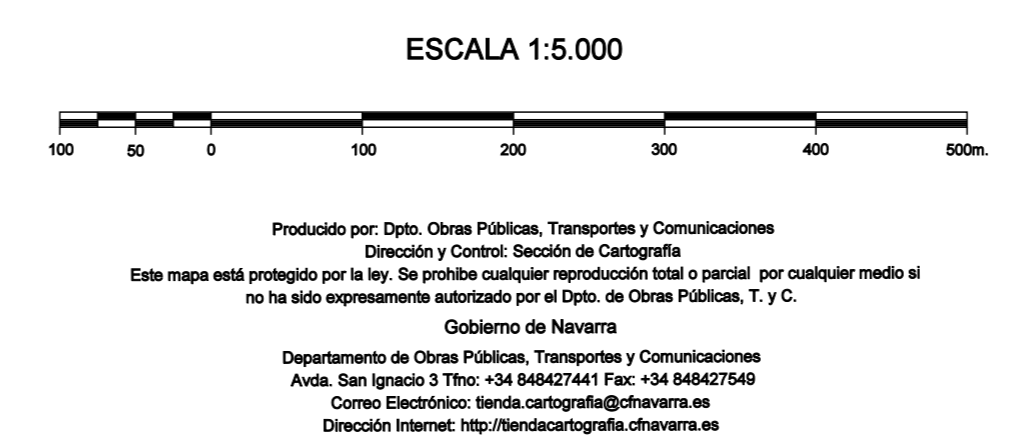 ESCALA 1:5.000
100 50 0 100 200 300 400 500m.
Producido por: Dpto. Obras Públicas, Transportes y Comunicaciones
Dirección y Control: Sección de Cartografía
Este mapa está protegido por la ley. Se prohibe cualquier reproducción total o parcial por cualquier medio si
no ha sido expresamente autorizado por el Dpto. de Obras Públicas, T. y C.
Gobierno de Navarra
Departamento de Obras Públicas, Transportes y Comunicaciones
Avda. San Ignacio 3 Tfno: +34 848427441 Fax: +34 848427549
Correo Electrónico: tienda.cartografia@cfnavarra.es
Dirección Internet: http://tiendacartografia.cfnavarra.es